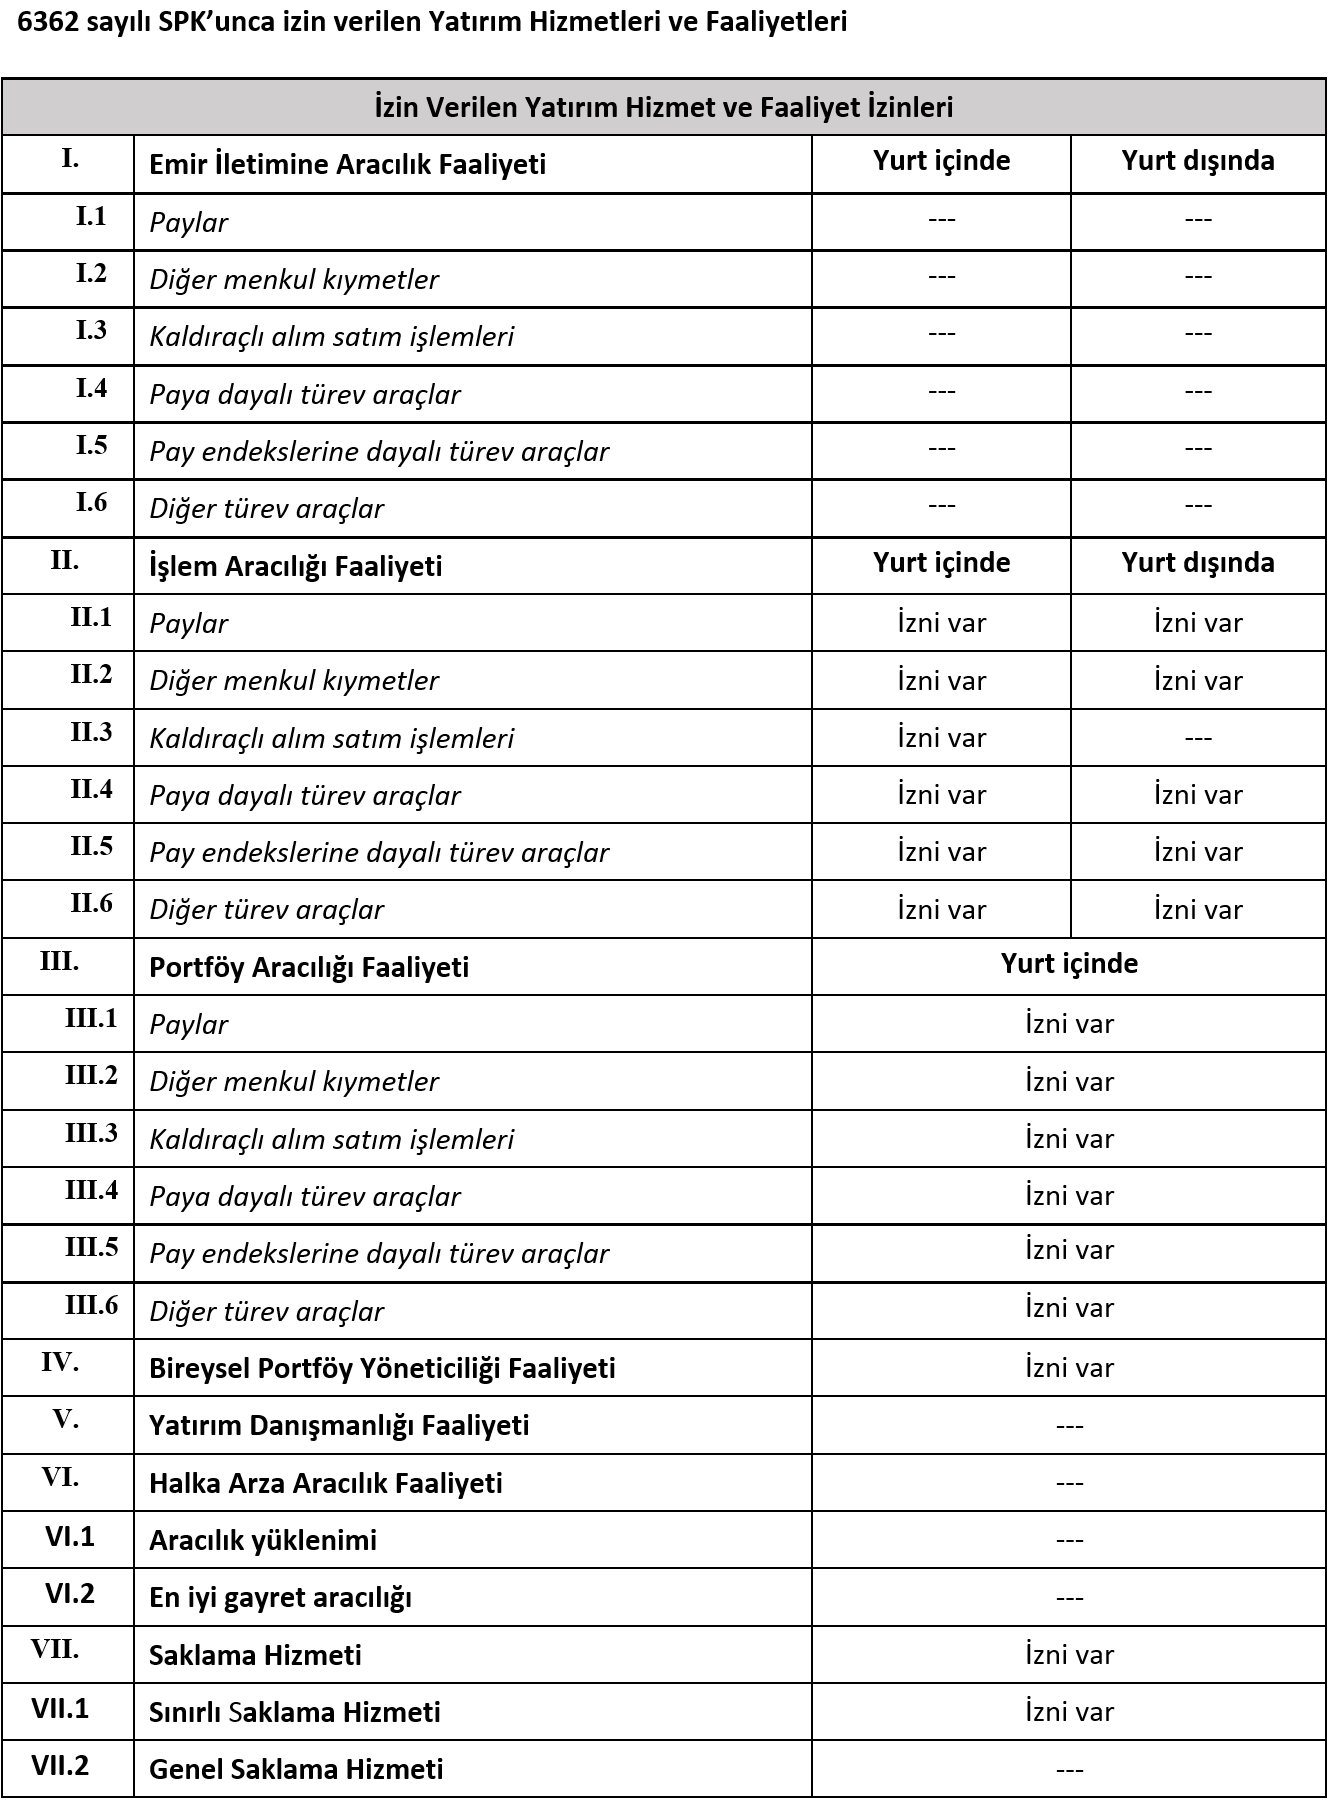 6362 sayılı SPK’unca izin verilen Yatırım Hizmetleri ve Faaliyetleri
İzin Verilen Yatırım Hizmet ve Faaliyet İzinleri
I. Emir İletimine Aracılık Faaliyeti Yurt içinde Yurt dışında
I.1 Paylar --- ---
I.2 Diğer menkul kıymetler --- ---
I.3 Kaldıraçlı alım satım işlemleri --- ---
I.4 Paya dayalı türev araçlar --- ---
I.5 Pay endekslerine dayalı türev araçlar --- ---
I.6 Diğer türev araçlar --- ---
II. İşlem Aracılığı Faaliyeti Yurt içinde Yurt dışında
II.1 Paylar İzni var İzni var
II.2 Diğer menkul kıymetler İzni var İzni var
II.3 Kaldıraçlı alım satım işlemleri İzni var ---
II.4 Paya dayalı türev araçlar İzni var İzni var
II.5 Pay endekslerine dayalı türev araçlar İzni var İzni var
II.6 Diğer türev araçlar İzni var İzni var
III. Portföy Aracılığı Faaliyeti Yurt içinde
III.1 Paylar İzni var
III.2 Diğer menkul kıymetler İzni var
III.3 Kaldıraçlı alım satım işlemleri İzni var
III.4 Paya dayalı türev araçlar İzni var
III.5 Pay endekslerine dayalı türev araçlar İzni var
III.6 Diğer türev araçlar İzni var
IV. Bireysel Portföy Yöneticiliği Faaliyeti İzni var
V. Yatırım Danışmanlığı Faaliyeti ---
VI. Halka Arza Aracılık Faaliyeti ---
VI.1 Aracılık yüklenimi ---
VI.2 En iyi gayret aracılığı ---
VII. Saklama Hizmeti İzni var
VII.1 Sınırlı Saklama Hizmeti İzni var
VII.2 Genel Saklama Hizmeti ---